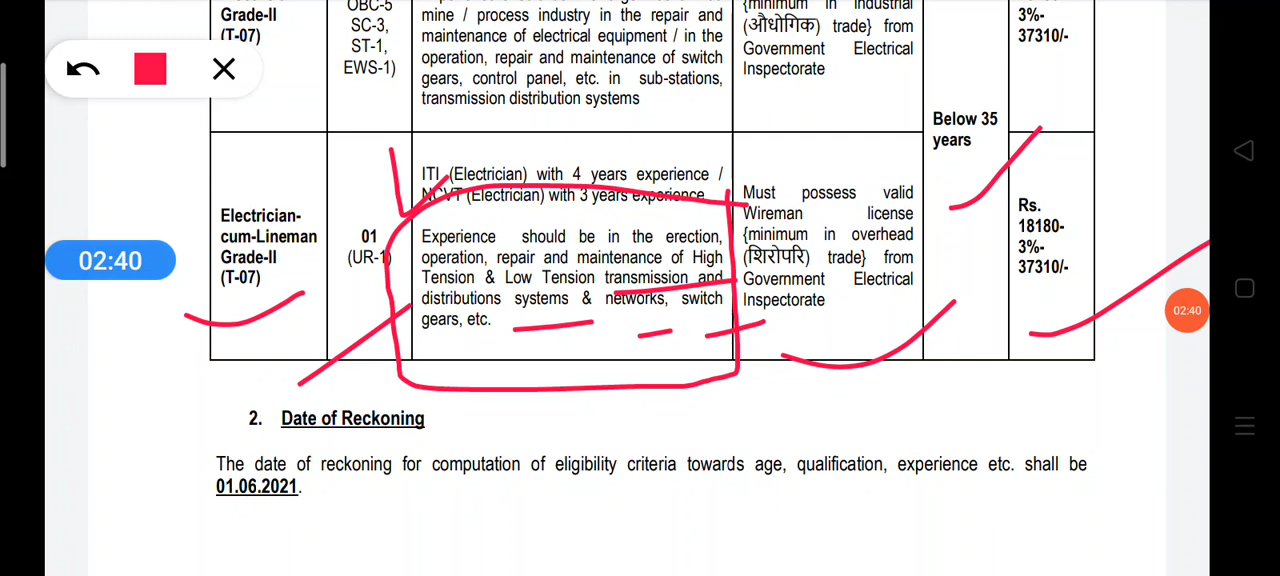 Grade-II
(T-07)
OBC-5
SC-3,
ST-1,
EWS-1)
mine / process industry in the repair and
maintenance of electrical equipment / in the
operation, repair and maintenance of switch
gears, control panel, etc. in sub-stations,
transmission distribution systems
{minimum in industrial
(औधोगिक) trade} from
Government Electrical
Inspectorate
Below 35
years
3%-
37310/-
Electrician-
cum-Lineman
Grade-II
(T-07)
01
(UR-1)
ITI (Electrician) with 4 years experience /
NCVT (Electrician) with 3 years experience
Experience should be in the erection,
operation, repair and maintenance of High
Tension & Low Tension transmission and
distributions systems & networks, switch
gears, etc.
Must possess valid
Wireman license
{minimum in overhead
(शिरोपरि) trade} from
Government Electrical
Inspectorate
Rs.
18180-
3%-
37310/-
02:40
02:40
2. Date of Reckoning
The date of reckoning for computation of eligibility criteria towards age, qualification, experience etc. shall be
01.06.2021.